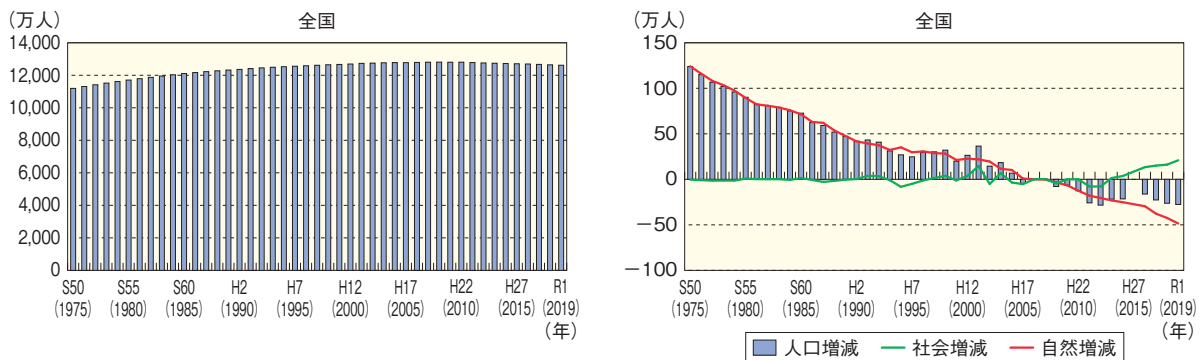 （万人）
全国
14,000
12,000
10,000
8,000
6,000
4,000
2,000
0
S50 S55 S60 H2 H7 H12 H17 H22 H27 R1
(1975) (1980) (1985) (1990) (1995) (2000) (2005) (2010) (2015) (2019)
（年）
（万人）
全国
150
100
50
0
－50
－100
S50 S55 S60 H2 H7 H12 H17 H22 H27 R1
(1975) (1980) (1985) (1990) (1995) (2000) (2005) (2010) (2015) (2019)
（年）
人口増減 社会増減 自然増減